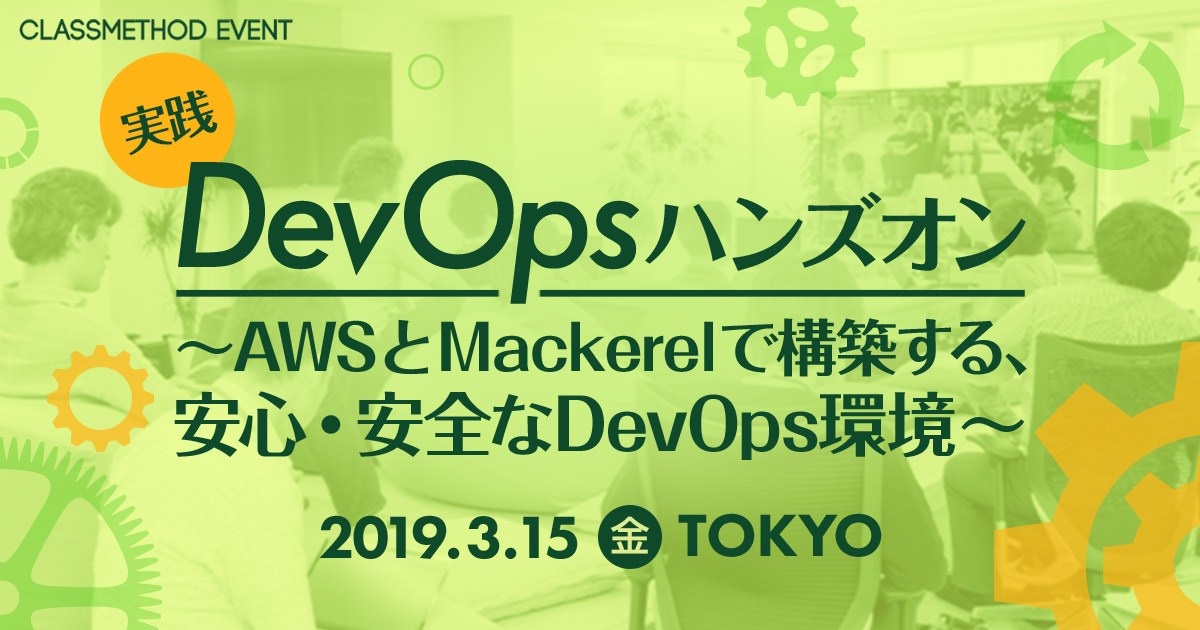 CLASSMETHOD EVENT
実践
DevOpsハンズオン
〜AWSとMackerelで構築する、
安心・安全なDevOps環境〜
2019.3.15 金 TOKYO